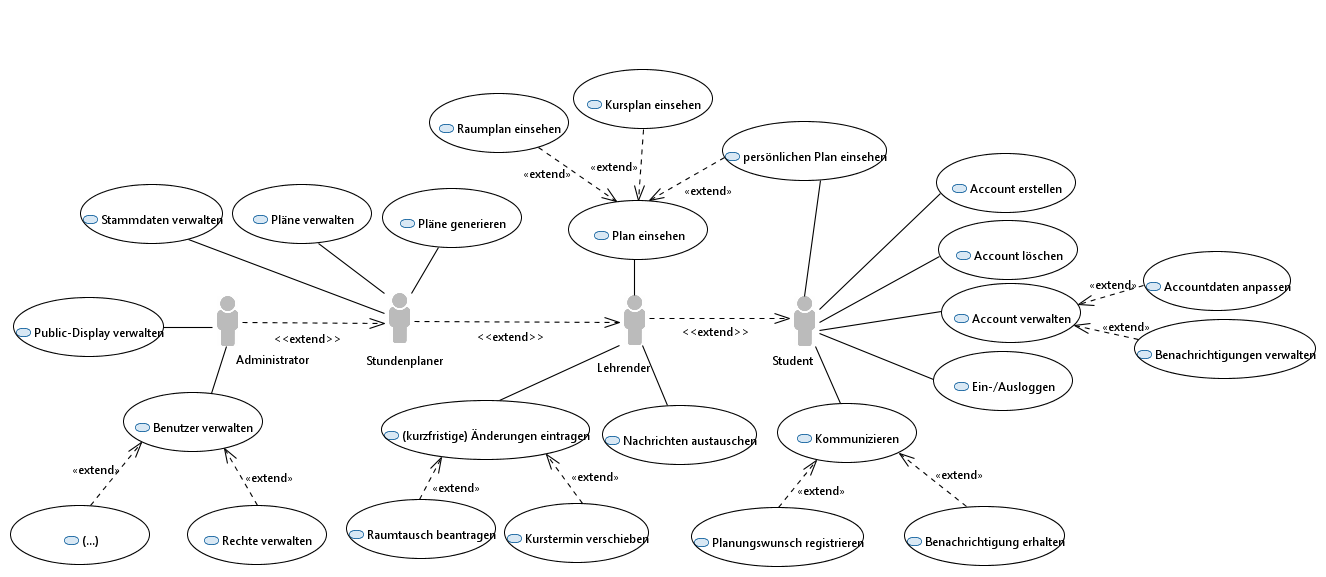 Kursplan einsehen
Raumplan einsehen
persönlichen Plan einsehen
«extend»
«extend»
«extend»
Account erstellen
Stammdaten verwalten
Pläne verwalten
Pläne generieren
Plan einsehen
Account löschen
«extend»
Accountdaten anpassen
Account verwalten
«extend»
Public-Display verwalten
<<extend>>
<<extend>>
<<extend>>
Benachrichtigungen verwalten
Administrator
Stundenplaner
Lehrender
Student
Ein-/Ausloggen
Benutzer verwalten
(kurzfristige) Änderungen eintragen
Nachrichten austauschen
Kommunizieren
«extend»
«extend»
«extend»
«extend»
«extend»
«extend»
(...)
Rechte verwalten
Raumtausch beantragen
Kurstermin verschieben
Planungswunsch registrieren
Benachrichtigung erhalten